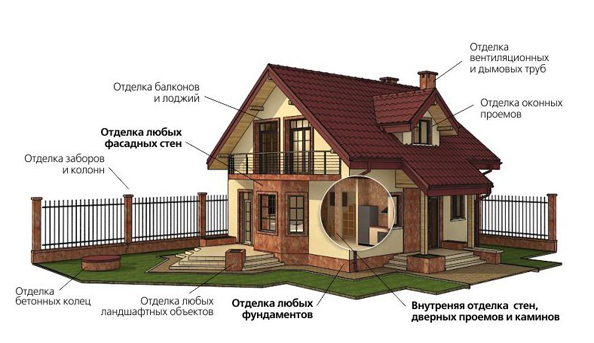 Отделка
вентиляционных
и дымовых труб
Отделка балконов
и лоджий
Отделка оконных
проемов
Отделка любых
фасадных стен
Отделка заборов
и колонн
Отделка
бетонных колец
Отделка любых
ландшафтных объектов
Отделка любых
фундаментов
Внутреняя отделка стен,
дверных проемов и каминов